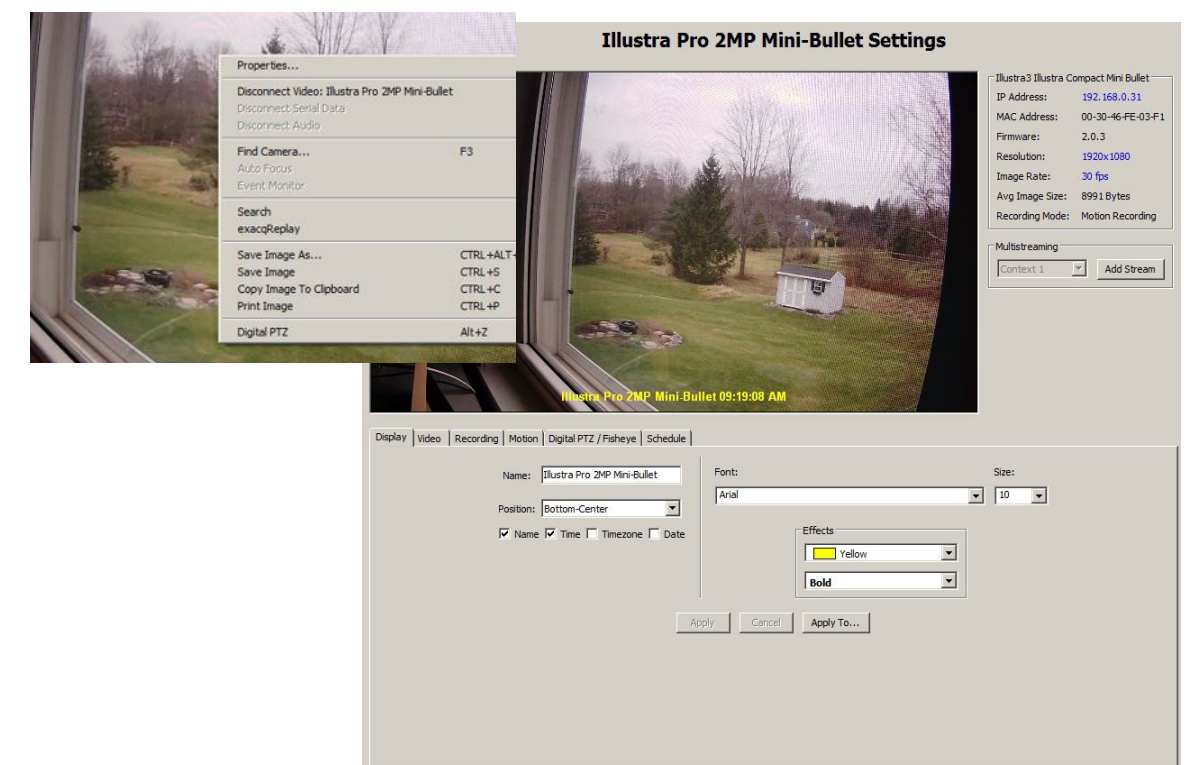 Properties...
Disconnect Video: Illustra Pro 2MP Mini-Bullet
Disconnect Serial Data
Disconnect Audio
Find Camera... F3
Auto Focus
Event Monitor
Search
exacqReplay
Save Image As... CTRL+ALT+
Save Image CTRL+S
Copy Image To Clipboard CTRL+C
Print Image CTRL+P
Digital PTZ Alt+Z
Illustra Pro 2MP Mini-Bullet Settings
Illustra3 Illustra Compact Mini Bullet
IP Address: 192.168.0.31
MAC Address: 00-30-46-FE-03-F1
Firmware: 2.0.3
Resolution: 1920x1080
Image Rate: 30 fps
Avg Image Size: 8991 Bytes
Recording Mode: Motion Recording
Multistreaming
Context 1 Add Stream
Illustra Pro 2MP Mini-Bullet 09:19:08 AM
Display Video Recording Motion Digital PTZ / Fisheye Schedule
Name: Illustra Pro 2MP Mini-Bullet
Position: Bottom-Center
Name Time Timezone Date
Font: Size:
Arial 10
Effects
Yellow
Bold
Apply Cancel Apply To...